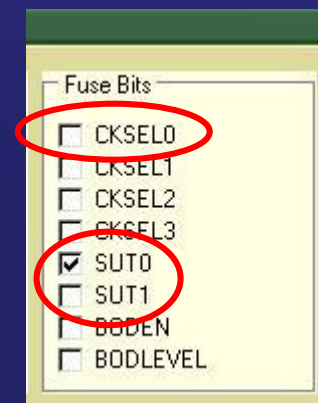 Fuse Bits
CKSEL0
CKSEL1
CKSEL2
CKSEL3
SUT0
SUT1
BODEN
BODLEVEL